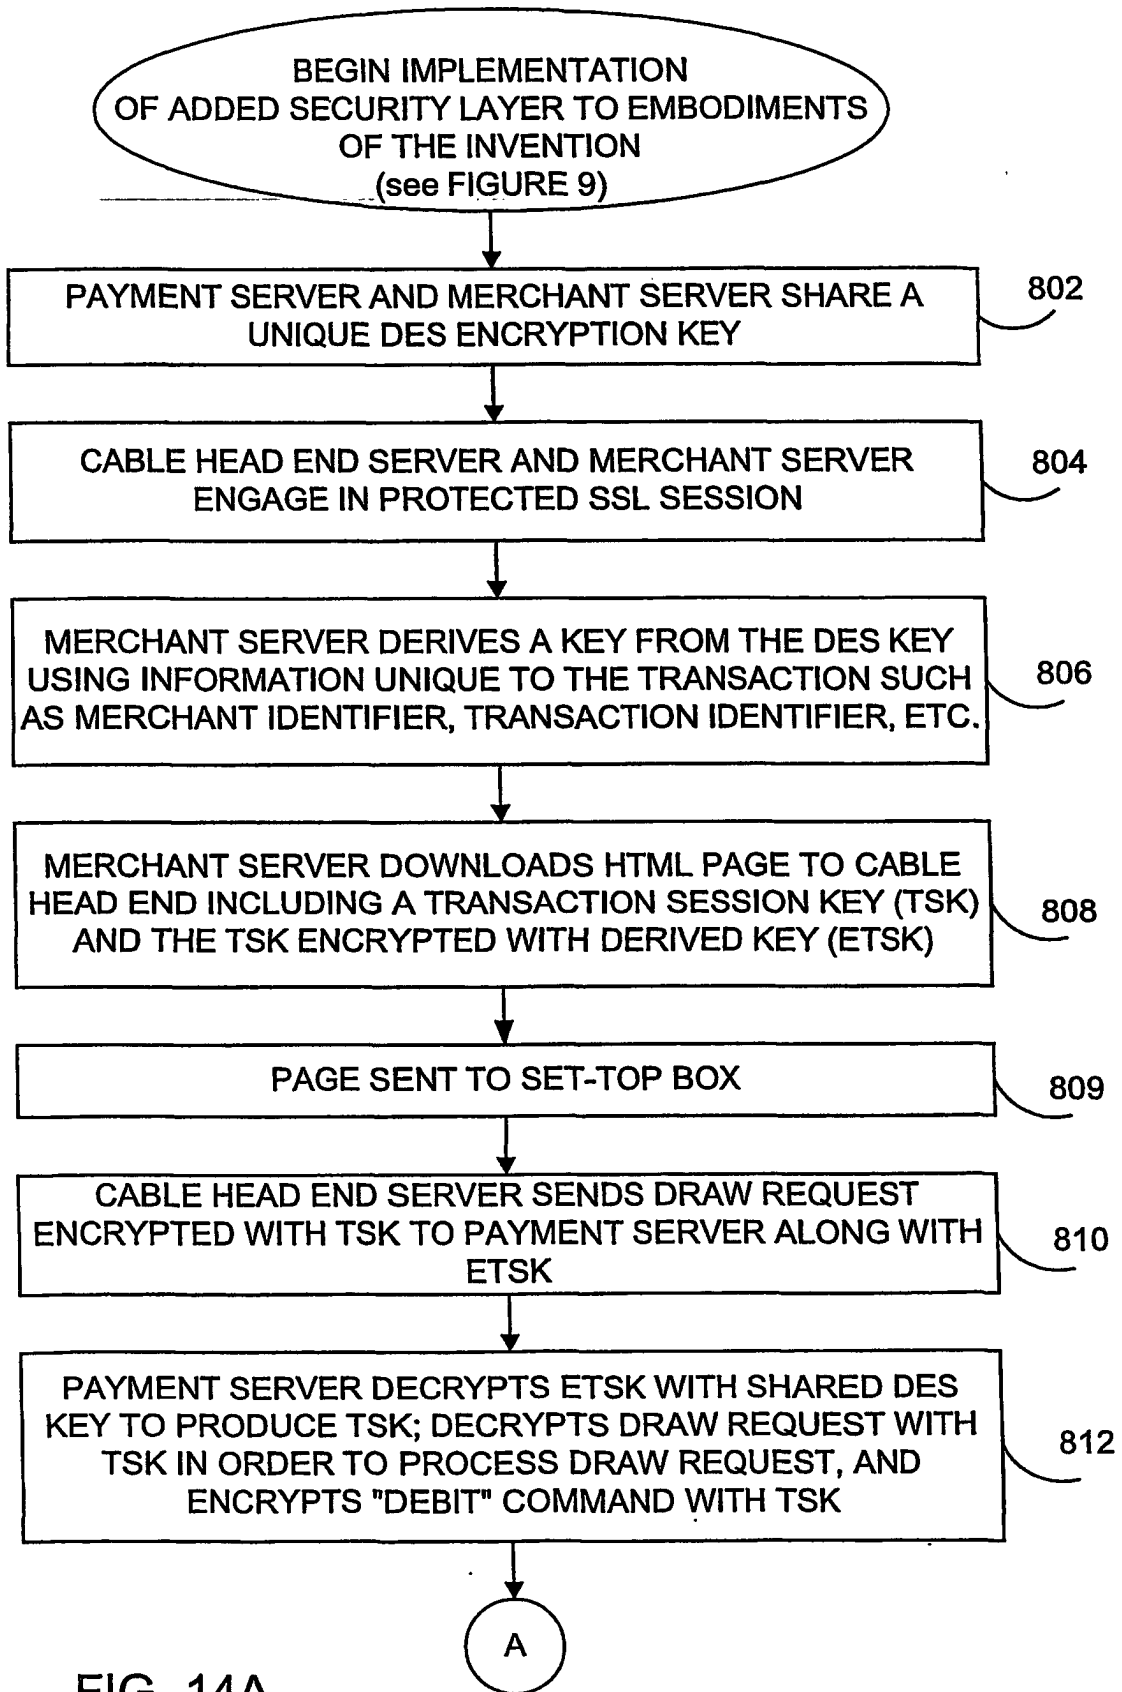 BEGIN IMPLEMENTATION
OF ADDED SECURITY LAYER TO EMBODIMENTS
OF THE INVENTION
(see FIGURE 9)
PAYMENT SERVER AND MERCHANT SERVER SHARE A
UNIQUE DES ENCRYPTION KEY
802
CABLE HEAD END SERVER AND MERCHANT SERVER
ENGAGE IN PROTECTED SSL SESSION
804
MERCHANT SERVER DERIVES A KEY FROM THE DES KEY
USING INFORMATION UNIQUE TO THE TRANSACTION SUCH
AS MERCHANT IDENTIFIER, TRANSACTION IDENTIFIER, ETC.
806
MERCHANT SERVER DOWNLOADS HTML PAGE TO CABLE
HEAD END INCLUDING A TRANSACTION SESSION KEY (TSK)
AND THE TSK ENCRYPTED WITH DERIVED KEY (ETSK)
808
PAGE SENT TO SET-TOP BOX
809
CABLE HEAD END SERVER SENDS DRAW REQUEST
ENCRYPTED WITH TSK TO PAYMENT SERVER ALONG WITH
ETSK
810
PAYMENT SERVER DECRYPTS ETSK WITH SHARED DES
KEY TO PRODUCE TSK; DECRYPTS DRAW REQUEST WITH
TSK IN ORDER TO PROCESS DRAW REQUEST, AND
ENCRYPTS "DEBIT" COMMAND WITH TSK
812
A
FIG. 14A